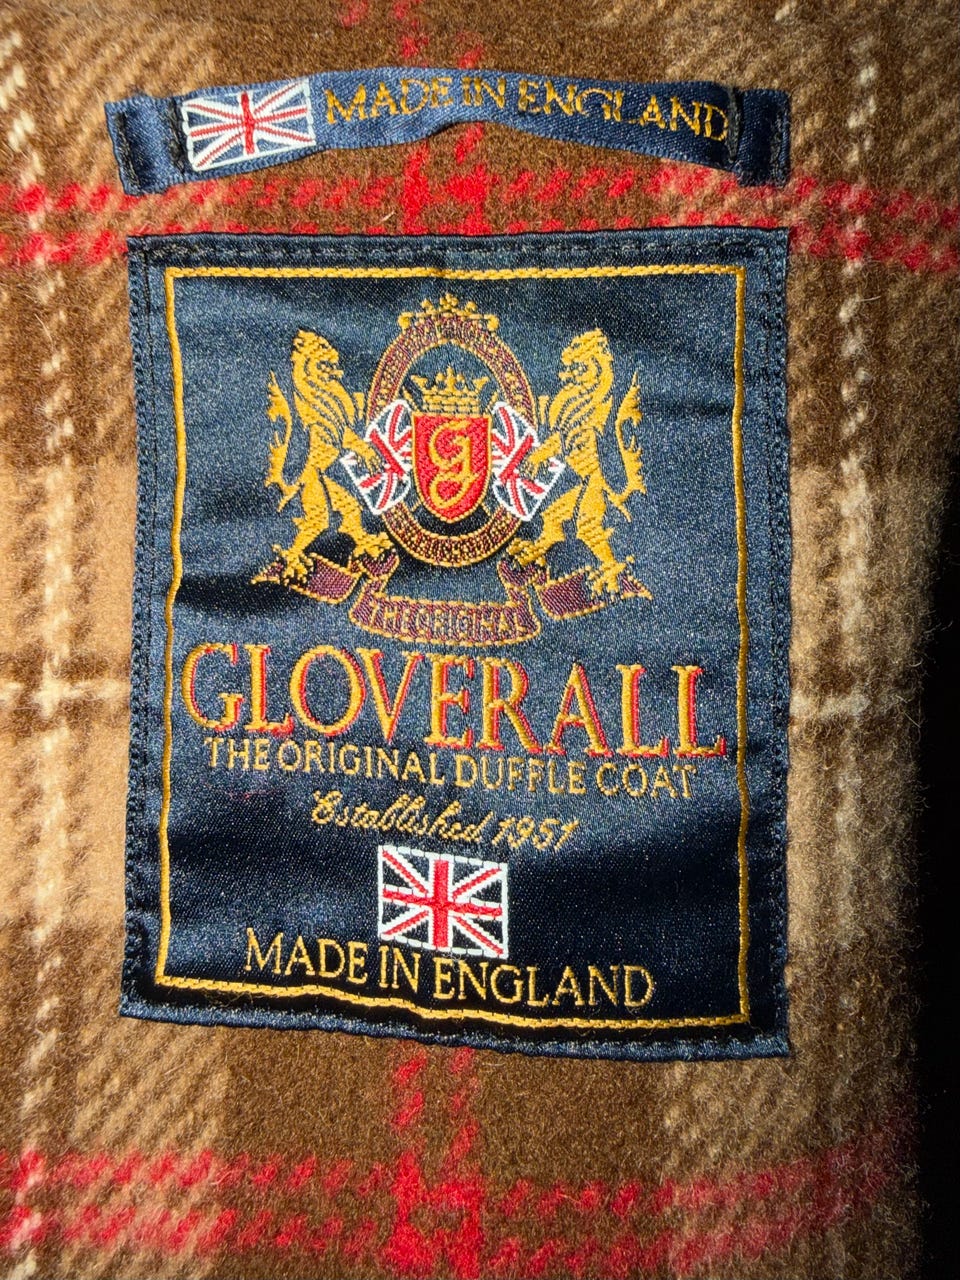 MADE IN ENGLAND
G
THE ORIGINAL
GLOVERALL
THE ORIGINAL DUFFLE COAT
Established 1951
MADE IN ENGLAND